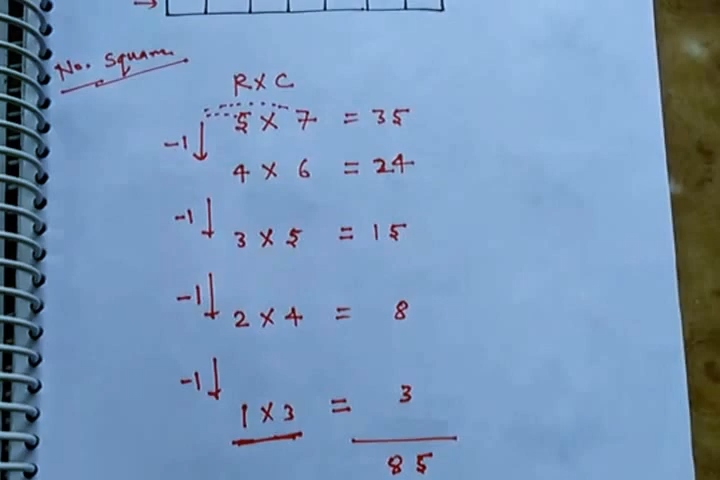 No. Square
R X C
5 X 7 = 35
-1
4 X 6 = 24
-1
3 X 5 = 15
-1
2 X 4 = 8
-1
1 X 3 = 3
85